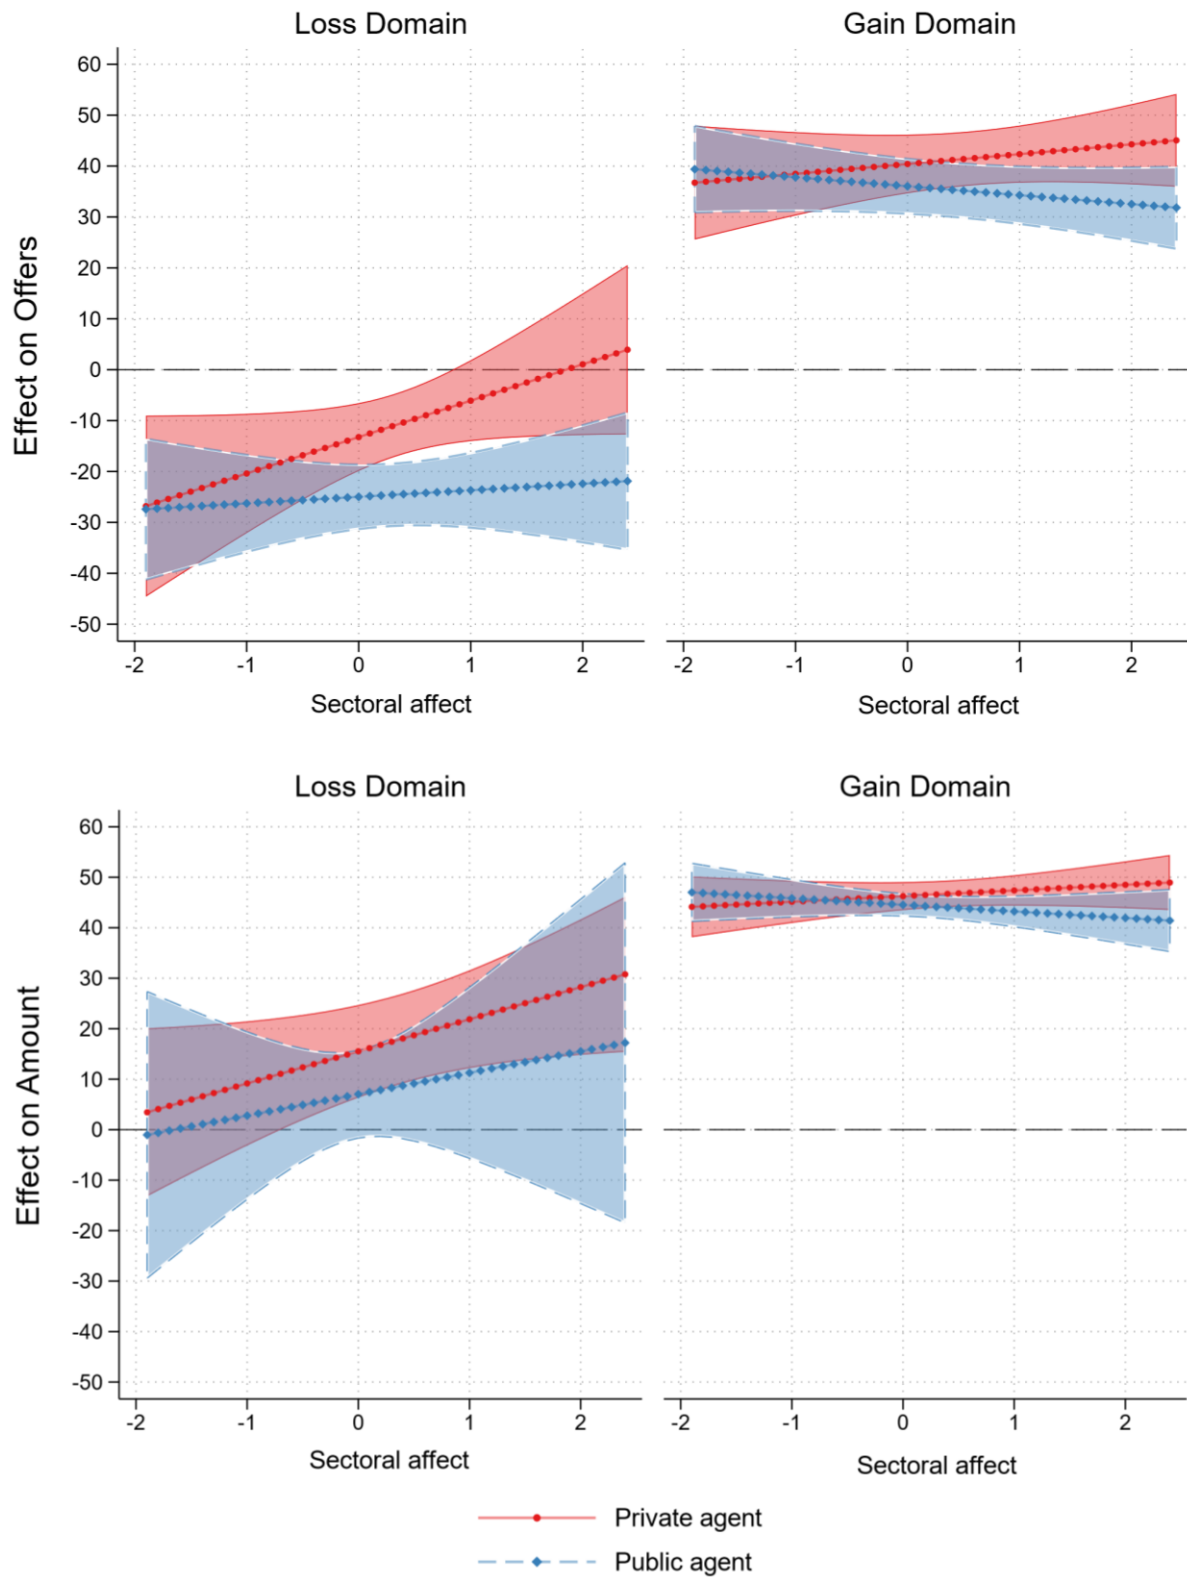 Loss Domain
Gain Domain
Effect on Offers
60
50
40
30
20
10
0
-10
-20
-30
-40
-50
-2 -1 0 1 2
-2 -1 0 1 2
Sectoral affect
Sectoral affect
Loss Domain
Gain Domain
Effect on Amount
60
50
40
30
20
10
0
-10
-20
-30
-40
-50
-2 -1 0 1 2
-2 -1 0 1 2
Sectoral affect
Sectoral affect
Private agent
Public agent